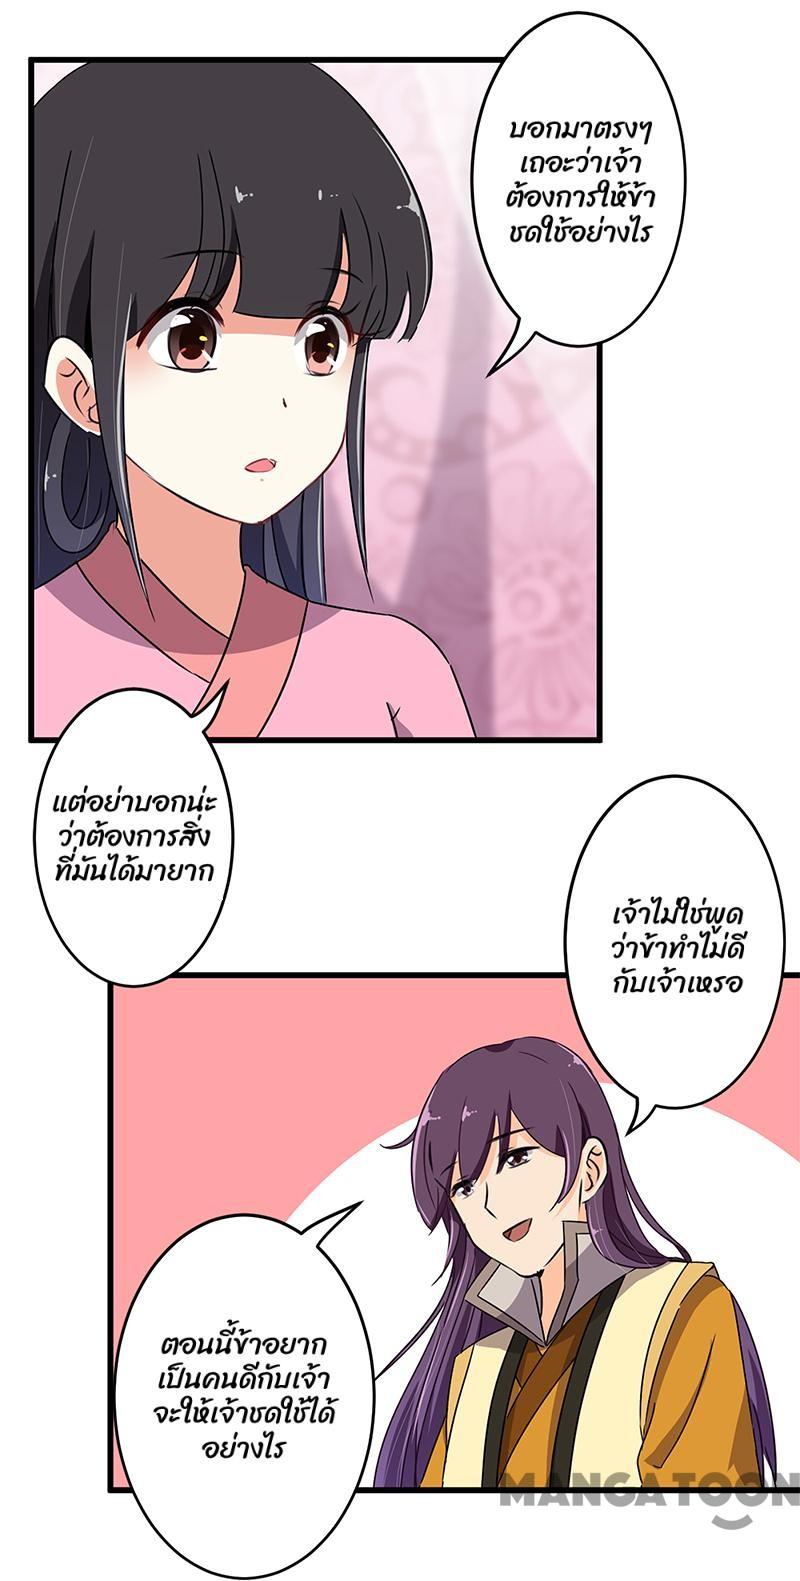 บอกมาตรงๆ
เถอะว่าเจ้า
ต้องการให้ข้า
ชดใช้อย่างไร
แต่อย่าบอกน่ะ
ว่าต้องการสิ่ง
ที่มันได้มายาก
เจ้าไม่ใช่พูด
ว่าข้าทำไม่ดี
กับเจ้าเหรอ
ตอนนี้ข้าอยาก
เป็นคนดีกับเจ้า
จะให้เจ้าชดใช้ได้
อย่างไร
MANGATOON